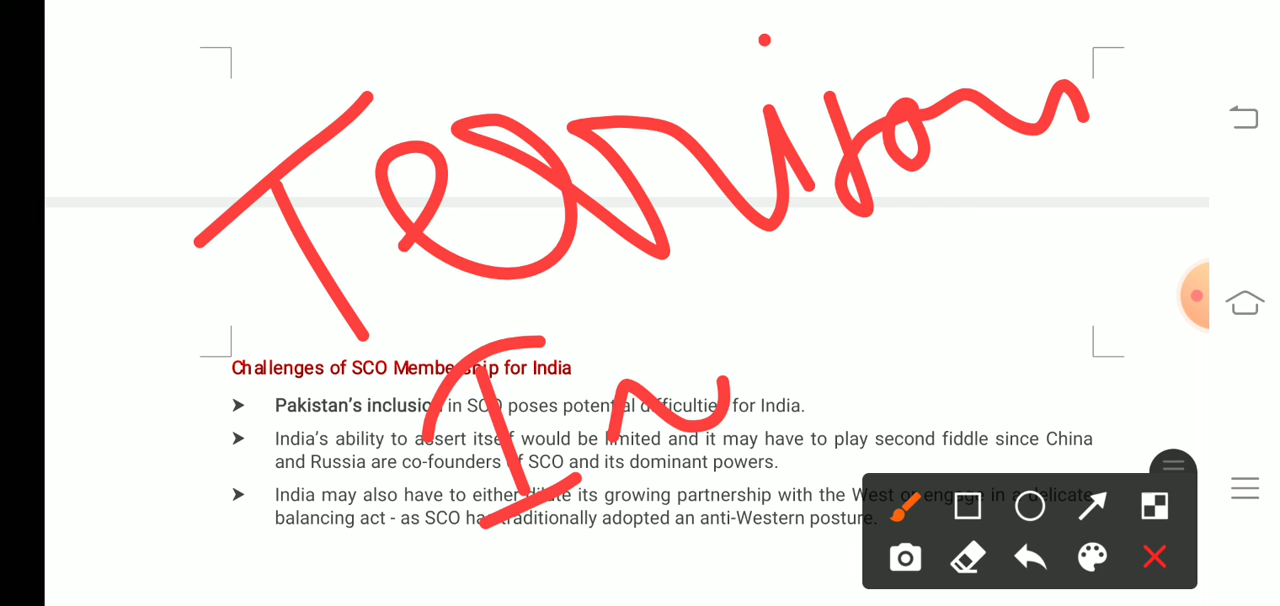 Terrism
In
Challenges of SCO Membership for India
➤ Pakistan’s inclusion in SCO poses potential difficulties for India.
➤ India’s ability to assert itself would be limited and it may have to play second fiddle since China
and Russia are co-founders of SCO and its dominant powers.
➤ India may also have to either dilute its growing partnership with the West or engage in a delicate
balancing act - as SCO has traditionally adopted an anti-Western posture.